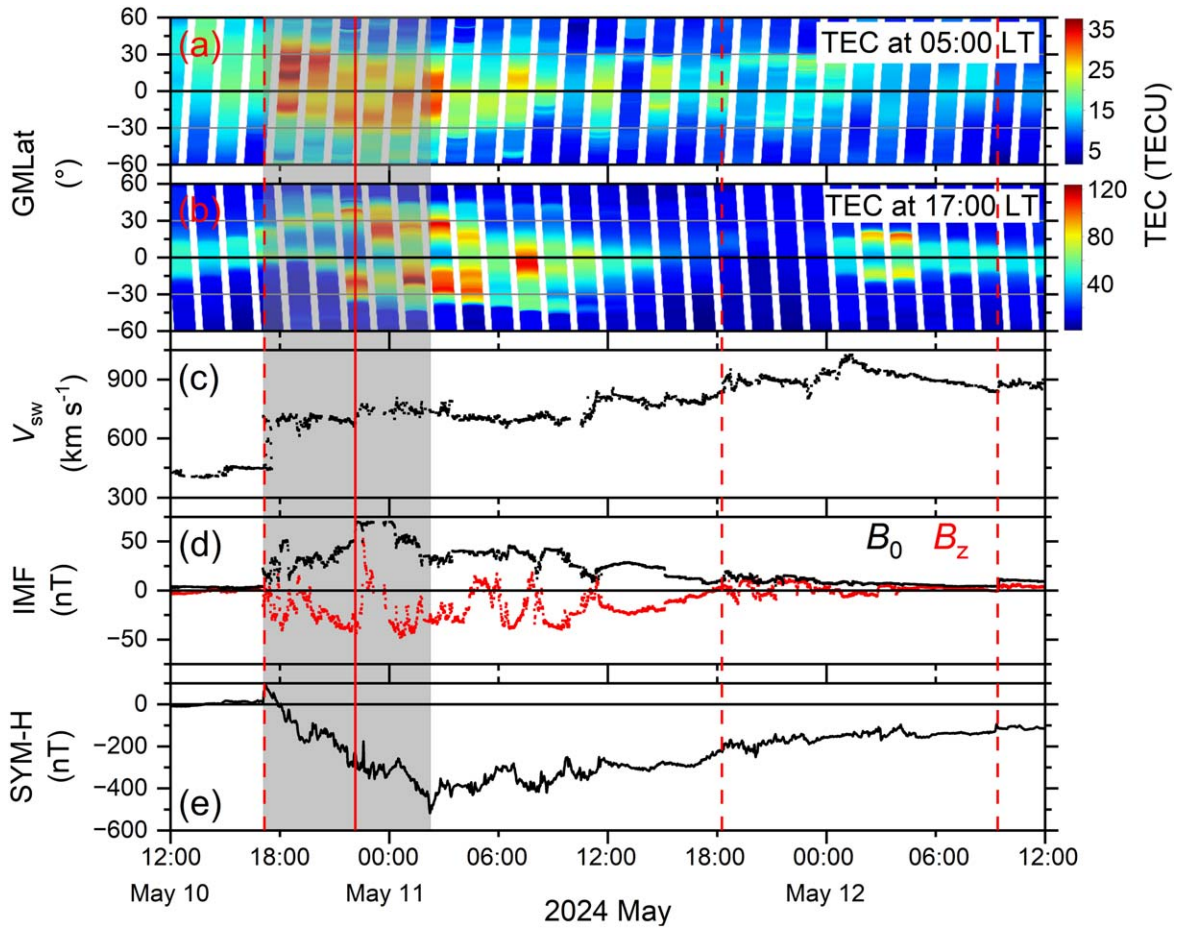 (a)
TEC at 05:00 LT
60
30
0
−30
−60
35
25
15
5
(b)
TEC at 17:00 LT
60
30
0
−30
−60
120
80
40
GMLat
(°)
TEC (TECU)
(c)
900
600
300
Vsw
(km s⁻¹)
(d)
B₀ Bz
50
0
−50
IMF
(nT)
(e)
0
−200
−400
−600
SYM-H
(nT)
12:00 18:00 00:00 06:00 12:00 18:00 00:00 06:00 12:00
May 10 May 11 May 12
2024 May